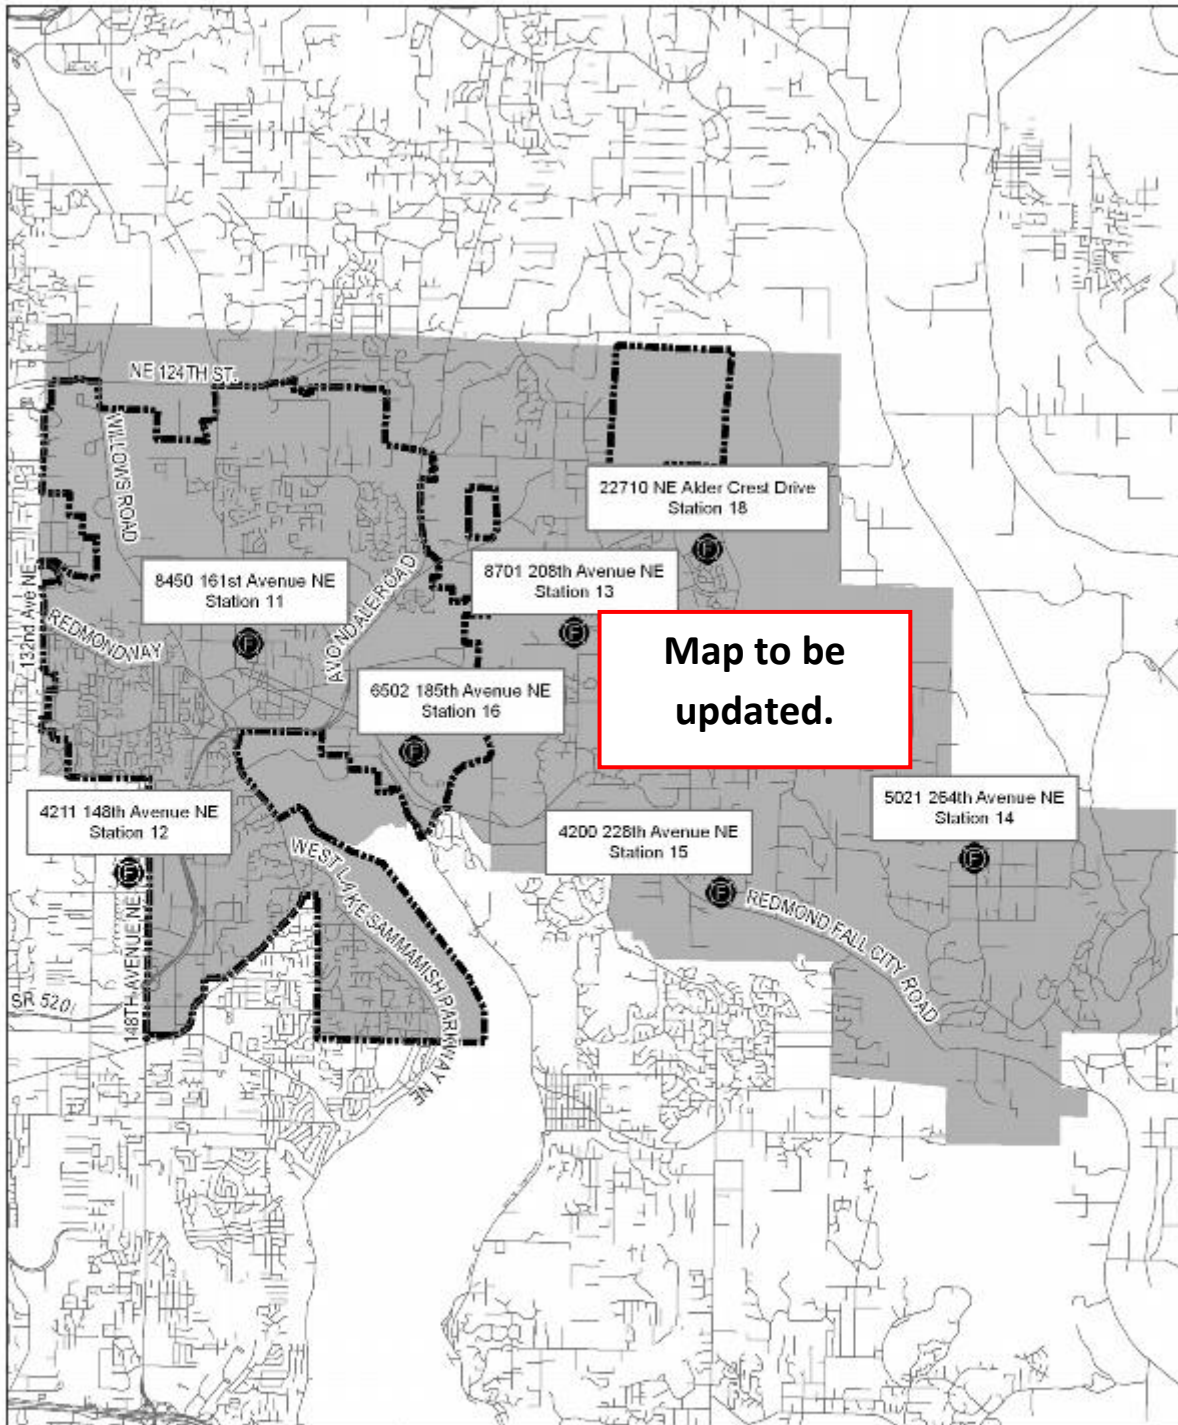 NE 124TH ST.
WILLOWS ROAD
22710 NE Alder Crest Drive
Station 18
132nd Ave NE
8450 161st Avenue NE
Station 11
AVONDALE ROAD
8701 208th Avenue NE
Station 13
F
F
F
REDMOND WAY
Map to be
updated.
6502 185th Avenue NE
Station 16
F
4211 148th Avenue NE
Station 12
F
4200 228th Avenue NE
Station 15
F
5021 264th Avenue NE
Station 14
F
WEST LAKE SAMMAMISH PARKWAY NE
REDMOND FALL CITY ROAD
148TH AVENUE NE
SR 520